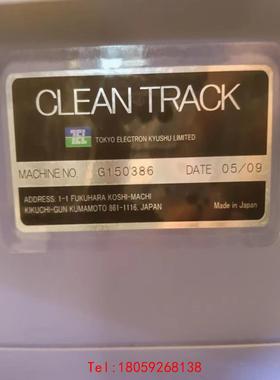 CLEAN TRACK
TEL TOKYO ELECTRON KYUSHU LIMITED
MACHINE NO. G150386 DATE 05/09
ADDRESS: 1-1 FUKUHARA KOSHI-MACHI
KIKUCHI-GUN KUMAMOTO 861-1116, JAPAN
Made in Japan
Tel:18059268138